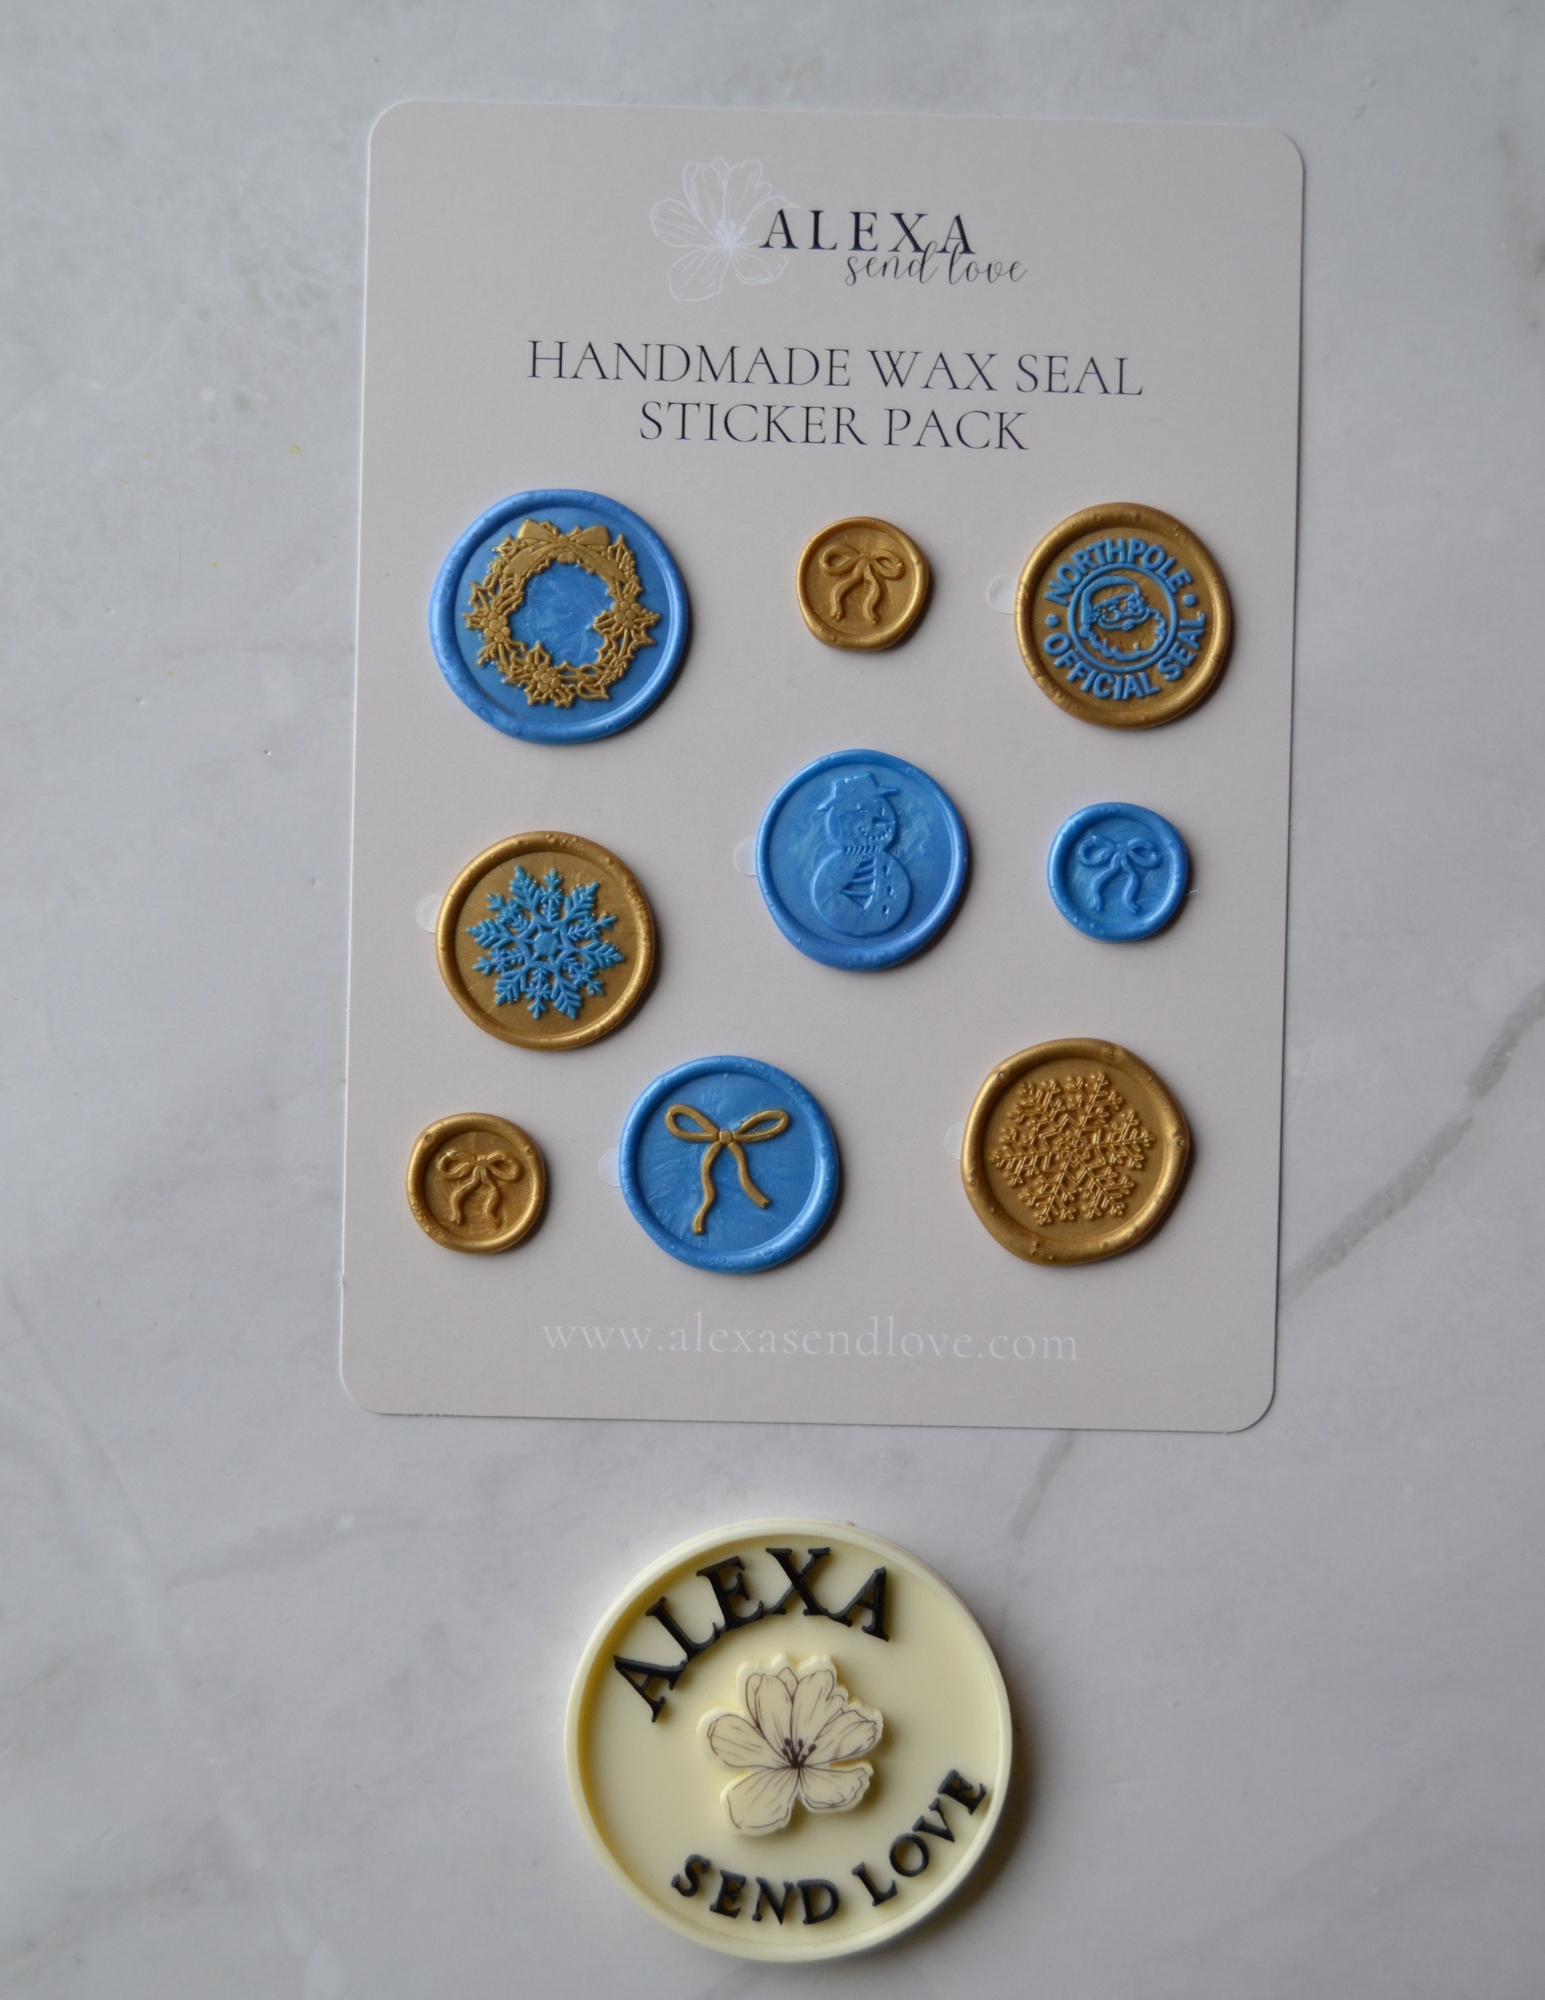 ALEXA
send love
HANDMADE WAX SEAL
STICKER PACK
NORTHPOLE
• OFFICIAL SEAL •
www.alexasendlove.com
ALEXA
SEND LOVE